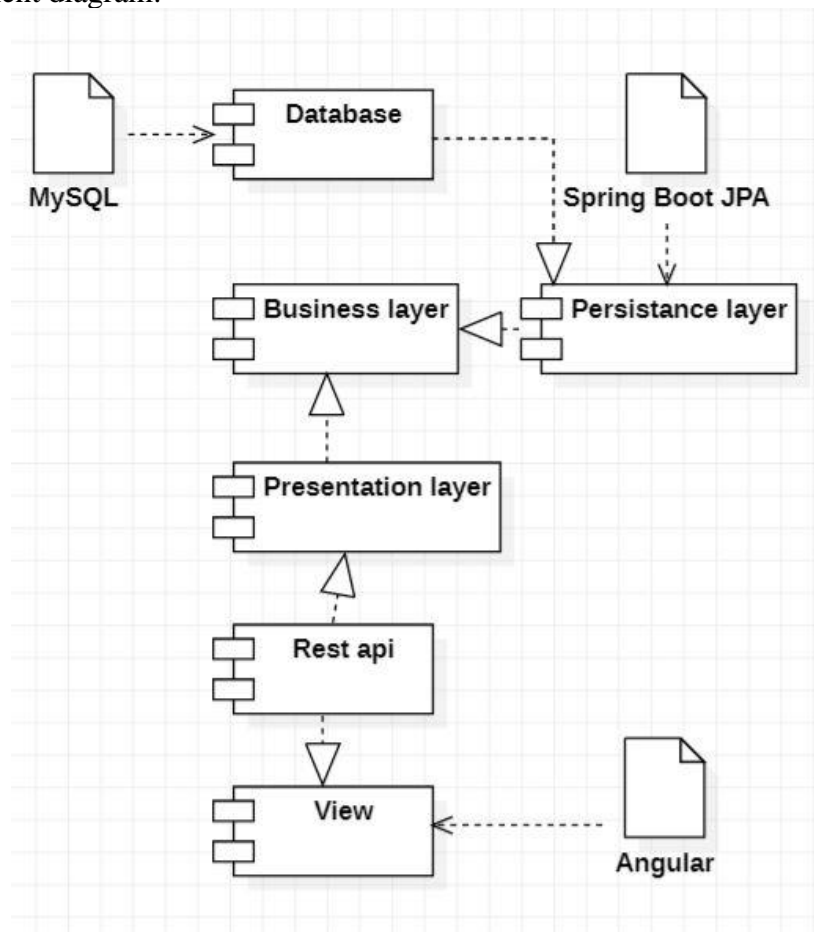 ent diagram:
Database
MySQL
Spring Boot JPA
Business layer
Persistance layer
Presentation layer
Rest api
View
Angular